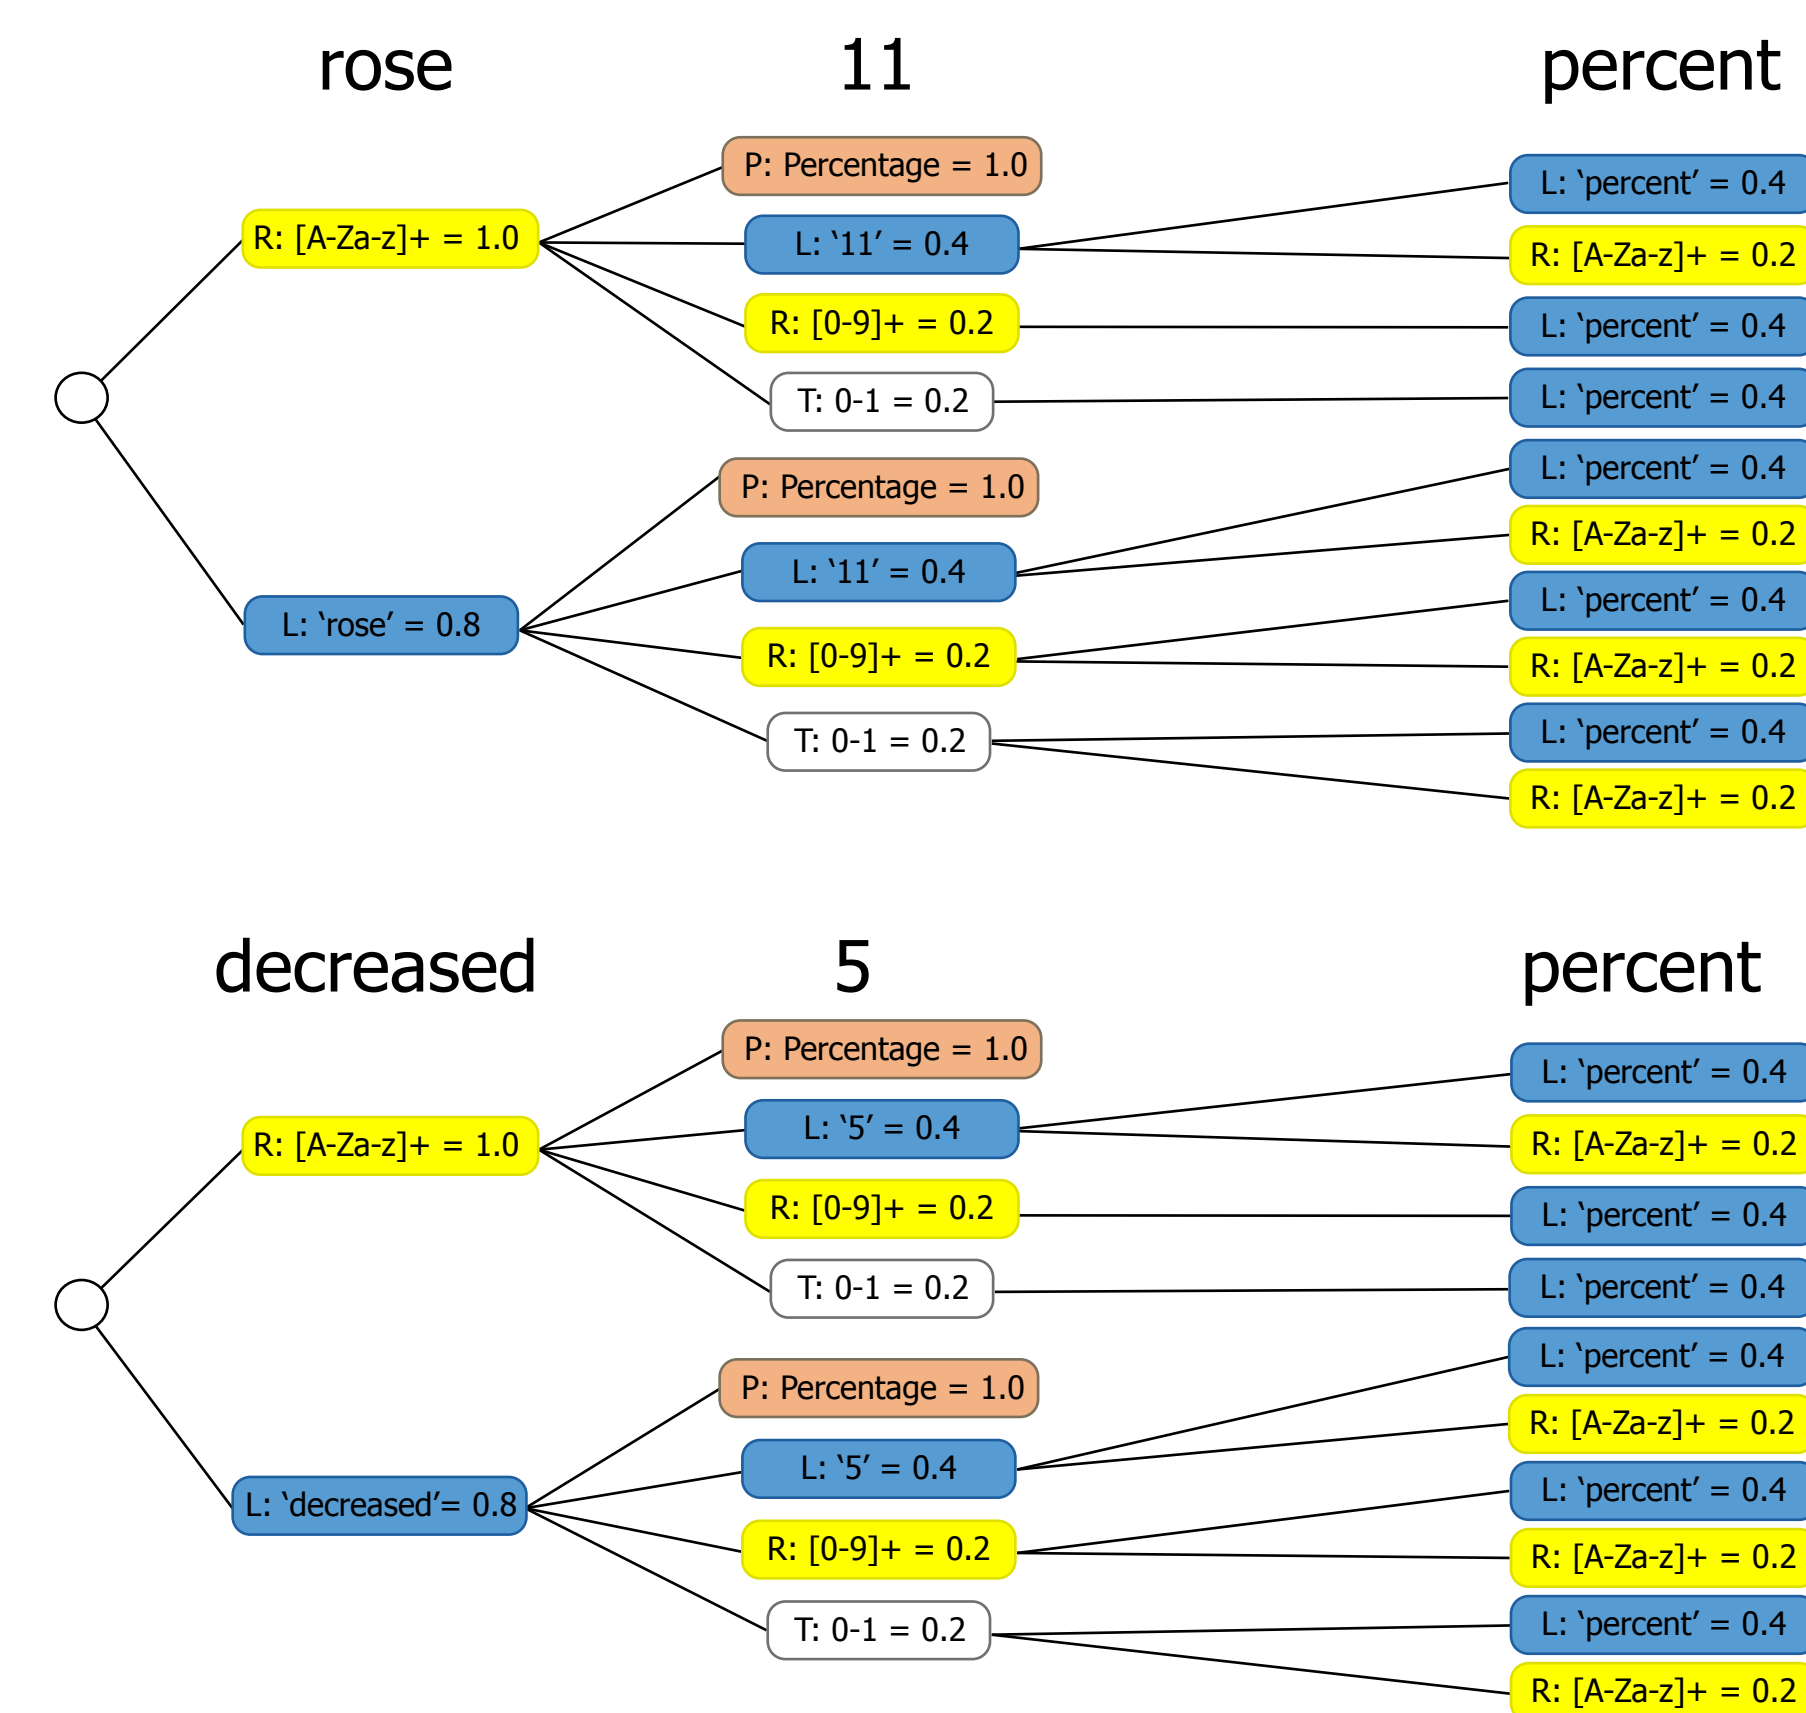 rose 11 percent
P: Percentage = 1.0
L: ‘percent’ = 0.4
R: [A-Za-z]+ = 1.0
L: ‘11’ = 0.4
R: [A-Za-z]+ = 0.2
R: [0-9]+ = 0.2
L: ‘percent’ = 0.4
T: 0-1 = 0.2
L: ‘percent’ = 0.4
P: Percentage = 1.0
L: ‘percent’ = 0.4
L: ‘11’ = 0.4
R: [A-Za-z]+ = 0.2
L: ‘rose’ = 0.8
L: ‘percent’ = 0.4
R: [0-9]+ = 0.2
R: [A-Za-z]+ = 0.2
T: 0-1 = 0.2
L: ‘percent’ = 0.4
R: [A-Za-z]+ = 0.2
decreased 5 percent
P: Percentage = 1.0
L: ‘percent’ = 0.4
R: [A-Za-z]+ = 1.0
L: ‘5’ = 0.4
R: [A-Za-z]+ = 0.2
R: [0-9]+ = 0.2
L: ‘percent’ = 0.4
T: 0-1 = 0.2
L: ‘percent’ = 0.4
P: Percentage = 1.0
L: ‘percent’ = 0.4
L: ‘5’ = 0.4
R: [A-Za-z]+ = 0.2
L: ‘decreased’= 0.8
L: ‘percent’ = 0.4
R: [0-9]+ = 0.2
R: [A-Za-z]+ = 0.2
T: 0-1 = 0.2
L: ‘percent’ = 0.4
R: [A-Za-z]+ = 0.2